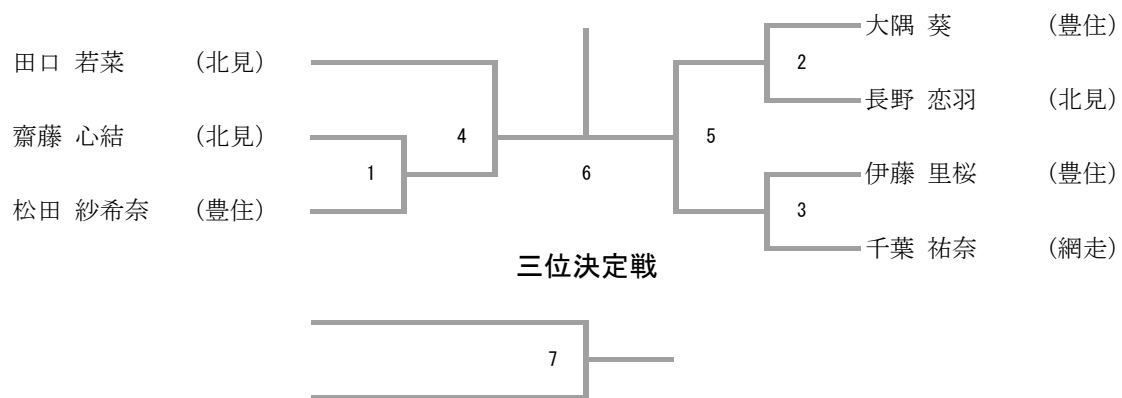 田口 若菜 （北見）
齋藤 心結 （北見）
松田 紗希奈 （豊住）
1
4
6
大隅 葵 （豊住）
2
長野 恋羽 （北見）
5
伊藤 里桜 （豊住）
3
千葉 祐奈 （網走）
三位決定戦
7